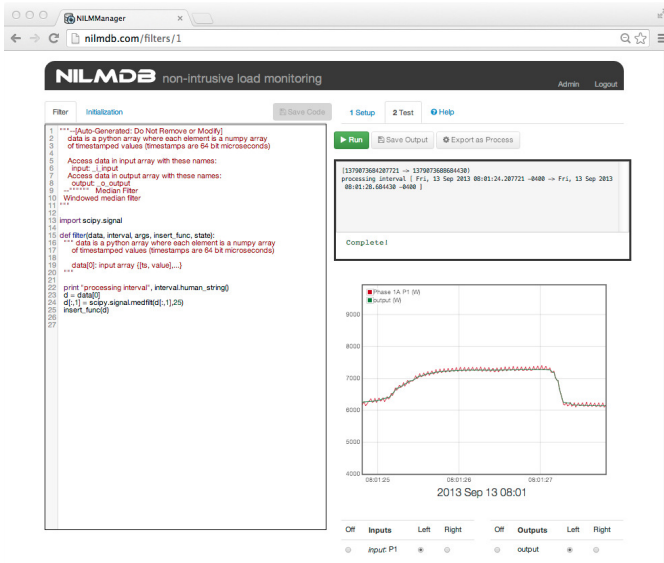 NILMManager ×
nilmdb.com/filters/1
NILMDB non-intrusive load monitoring
Admin Logout
Filter Initialization Save Code
1 """--[Auto-Generated: Do Not Remove or Modify]
2 data is a python array where each element is a numpy array
3 of timestamped values (timestamps are 64 bit microseconds)
4
5 Access data in input array with these names:
6 input: _i_input
7 Access data in output array with these names:
8 output: _o_output
9 --"""""" Median Filter
10 Windowed median filter
11 """
12
13 import scipy.signal
14
15 def filter(data, interval, args, insert_func, state):
16 """ data is a python array where each element is a numpy array
17 of timestamped values (timestamps are 64 bit microseconds)
18
19 data[0]: input array {[ts, value],...}
20 """
21
22 print "processing interval", interval.human_string()
23 d = data[0]
24 d[:,1] = scipy.signal.medfilt(d[:,1],25)
25 insert_func(d)
26
27
1 Setup 2 Test Help
Run Save Output Export as Process
(1379073684207721 -> 1379073688684430)
processing interval [ Fri, 13 Sep 2013 08:01:24.207721 -0400 -> Fri, 13 Sep 2013
08:01:28.684430 -0400 ]
Complete!
Phase 1A P1 (W)
output (W)
9000
8000
7000
6000
5000
4000
08:01:25 08:01:26 08:01:27
2013 Sep 13 08:01
Off Inputs Left Right Off Outputs Left Right
input: P1 output